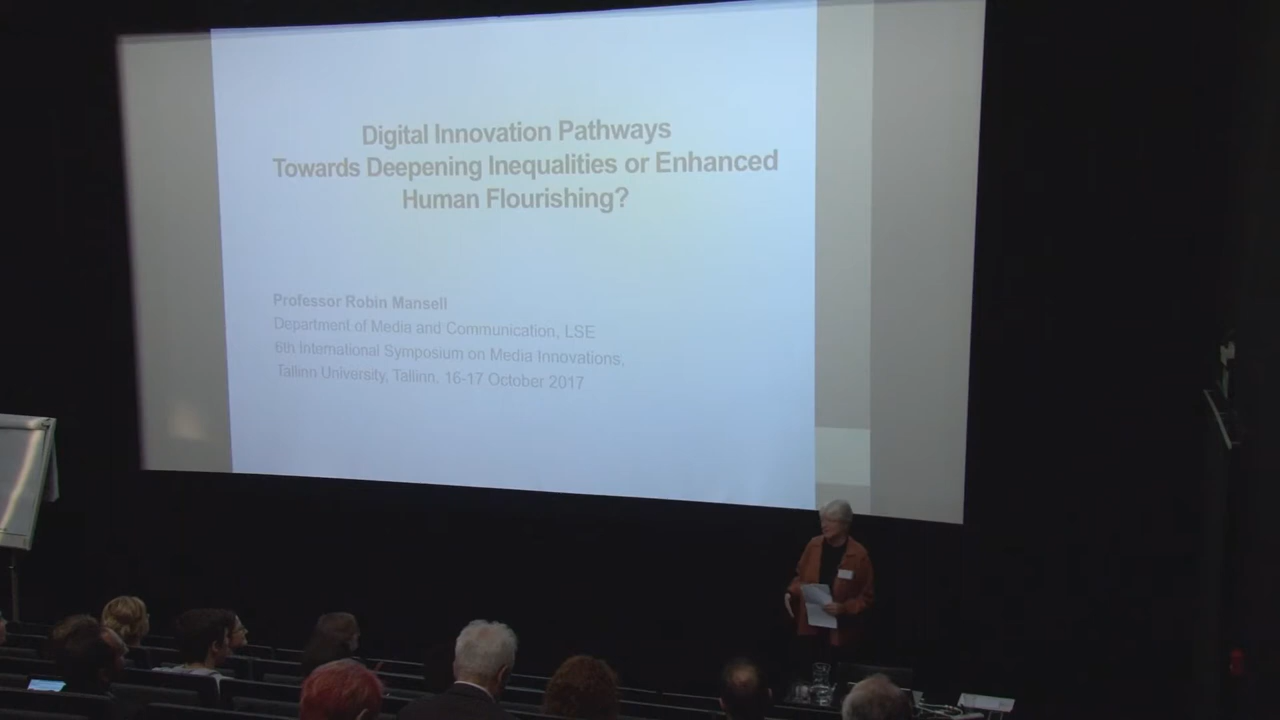 Digital Innovation Pathways
Towards Deepening Inequalities or Enhanced
Human Flourishing?
Professor Robin Mansell
Department of Media and Communication, LSE
6th International Symposium on Media Innovations,
Tallinn University, Tallinn, 16-17 October 2017